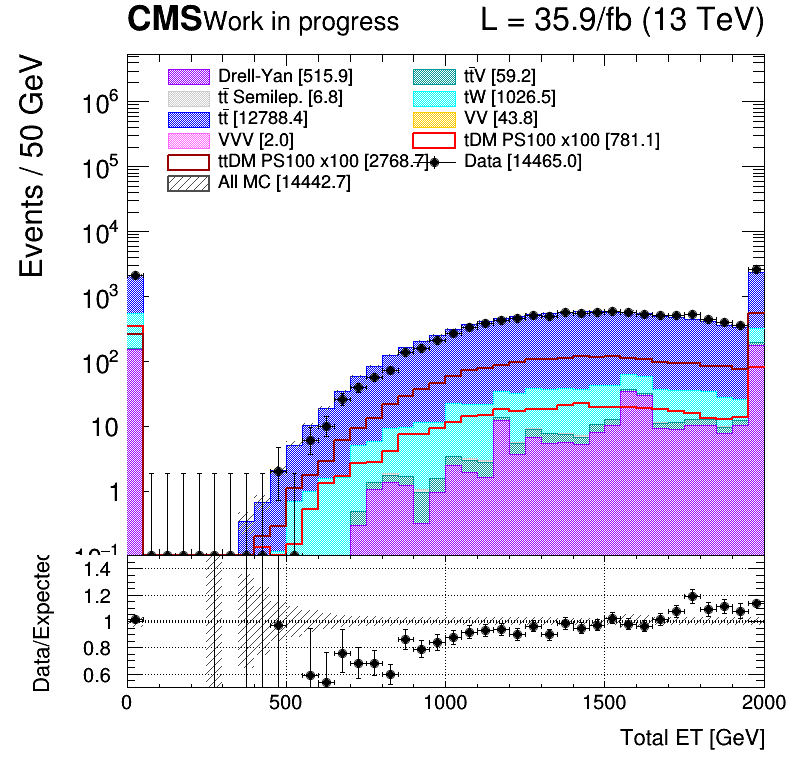 CMS Work in progress L = 35.9/fb (13 TeV)
Events / 50 GeV
Drell-Yan [515.9] tt̄V [59.2]
tt̄ Semilep. [6.8] tW [1026.5]
tt̄ [12788.4] VV [43.8]
VVV [2.0] tDM PS100 x100 [781.1]
ttDM PS100 x100 [2768.7] Data [14465.0]
All MC [14442.7]
10⁶
10⁵
10⁴
10³
10²
10
1
10⁻¹
Data/Expected
1.4
1.2
1
0.8
0.6
0 500 1000 1500 2000
Total ET [GeV]